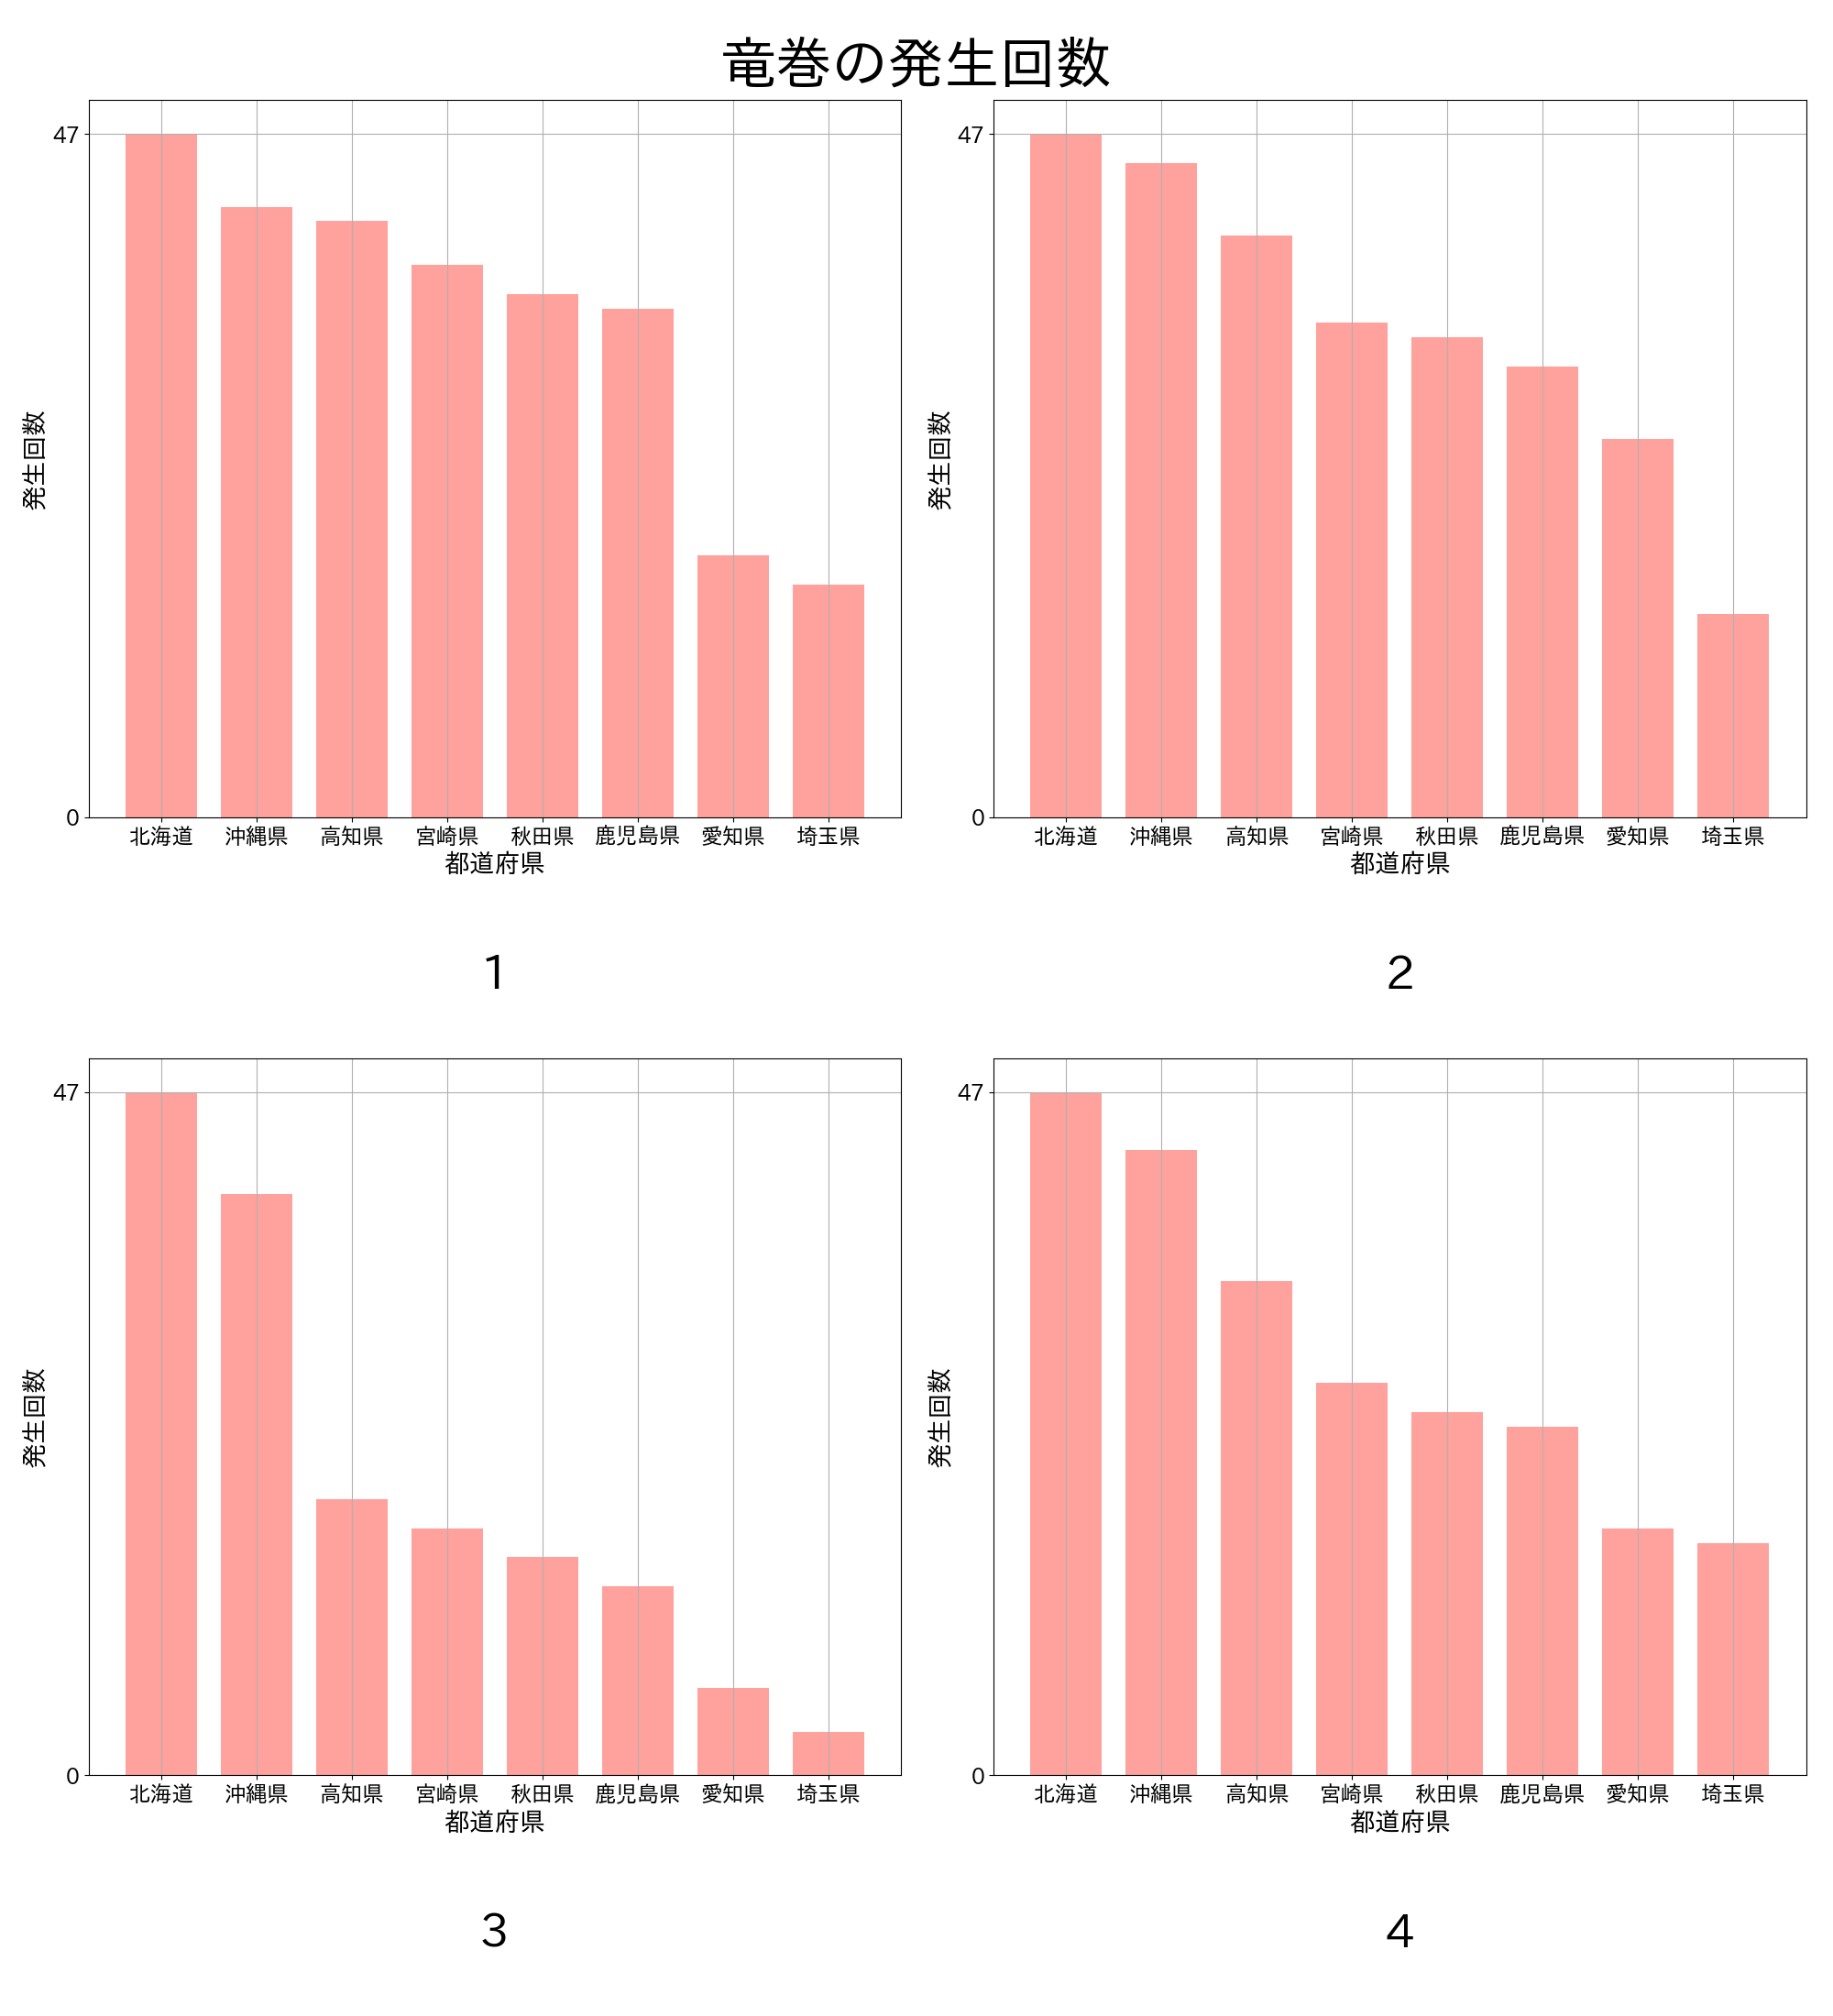 竜巻の発生回数
47
0
発生回数
北海道 沖縄県 高知県 宮崎県 秋田県 鹿児島県 愛知県 埼玉県
都道府県
1
47
0
発生回数
北海道 沖縄県 高知県 宮崎県 秋田県 鹿児島県 愛知県 埼玉県
都道府県
2
47
0
発生回数
北海道 沖縄県 高知県 宮崎県 秋田県 鹿児島県 愛知県 埼玉県
都道府県
3
47
0
発生回数
北海道 沖縄県 高知県 宮崎県 秋田県 鹿児島県 愛知県 埼玉県
都道府県
4